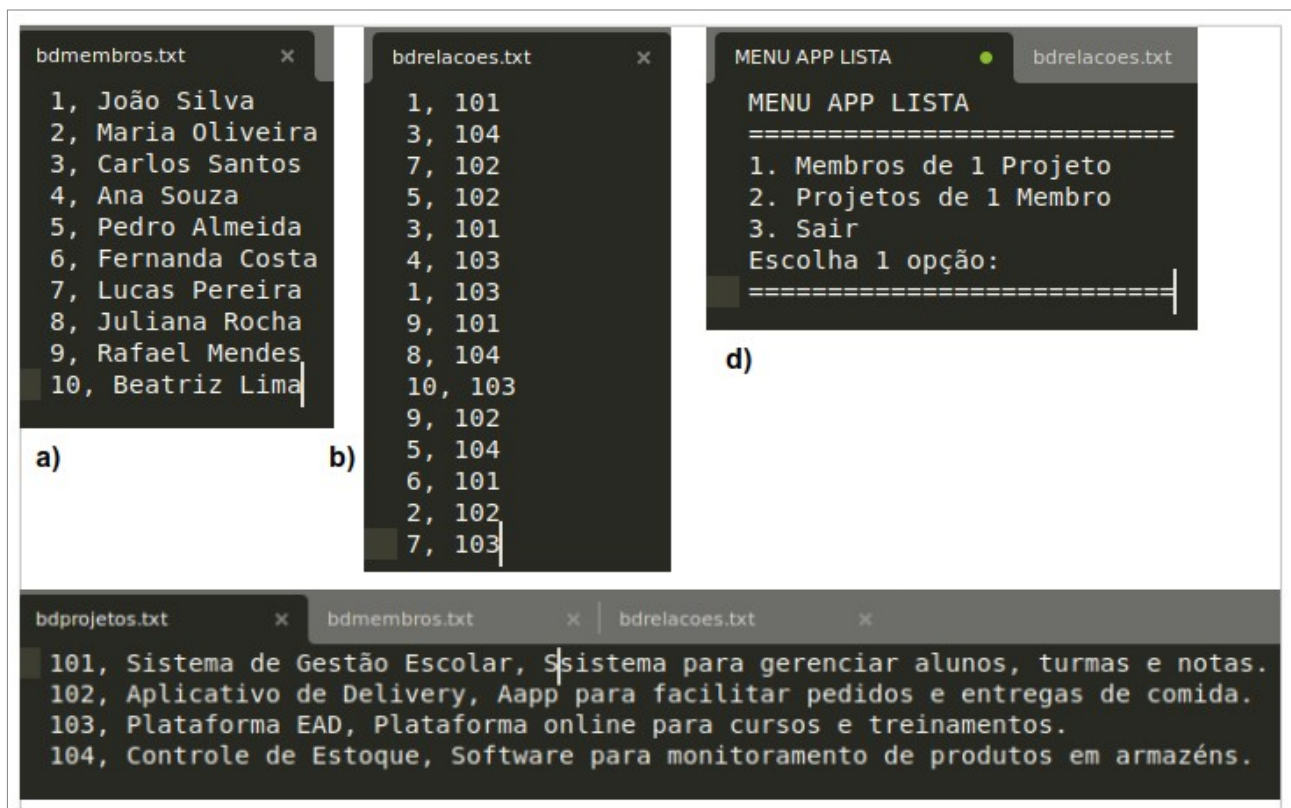 bdmembros.txt ×
1, João Silva
2, Maria Oliveira
3, Carlos Santos
4, Ana Souza
5, Pedro Almeida
6, Fernanda Costa
7, Lucas Pereira
8, Juliana Rocha
9, Rafael Mendes
10, Beatriz Lima
a)
bdrelacoes.txt ×
1, 101
3, 104
7, 102
5, 102
3, 101
4, 103
1, 103
9, 101
8, 104
10, 103
9, 102
5, 104
6, 101
2, 102
7, 103
b)
MENU APP LISTA bdrelacoes.txt
MENU APP LISTA
===========================
1. Membros de 1 Projeto
2. Projetos de 1 Membro
3. Sair
Escolha 1 opção:
===========================
d)
bdprojetos.txt × bdmembros.txt × bdrelacoes.txt ×
101, Sistema de Gestão Escolar, Ssistema para gerenciar alunos, turmas e notas.
102, Aplicativo de Delivery, Aapp para facilitar pedidos e entregas de comida.
103, Plataforma EAD, Plataforma online para cursos e treinamentos.
104, Controle de Estoque, Software para monitoramento de produtos em armazéns.